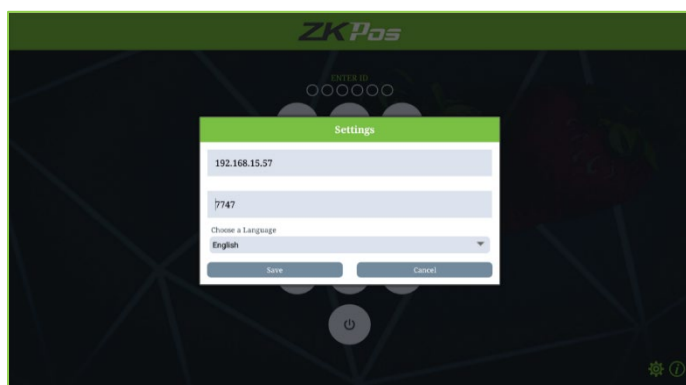 ZKPos
ENTER ID
Settings
192.168.15.57
7747
Choose a Language
English
Save Cancel